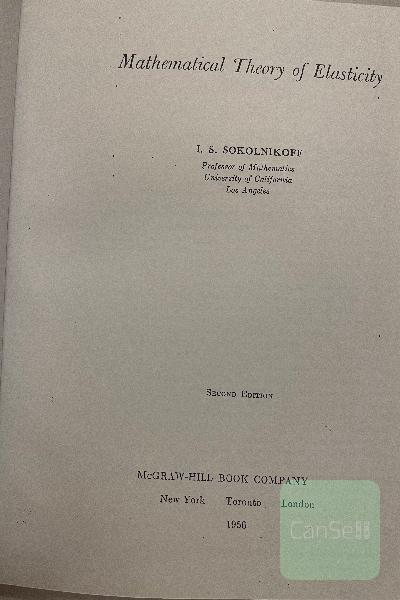 Mathematical Theory of Elasticity
I. S. SOKOLNIKOFF
Professor of Mathematics
University of California
Los Angeles
SECOND EDITION
McGRAW-HILL BOOK COMPANY
New York Toronto London
1956
CanSell